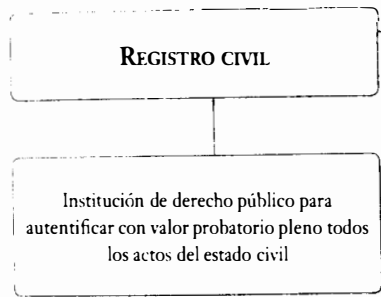 REGISTRO CIVIL
Institución de derecho público para
autentificar con valor probatorio pleno todos
los actos del estado civil